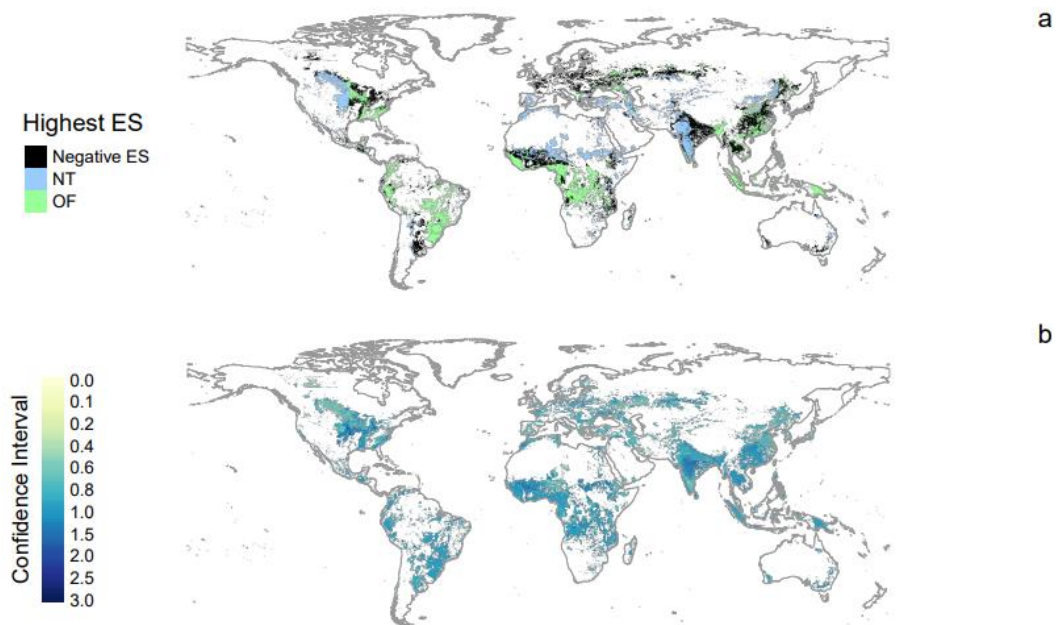 a
Highest ES
Negative ES
NT
OF
b
Confidence Interval
0.0
0.1
0.2
0.4
0.6
0.8
1.0
1.5
2.0
2.5
3.0